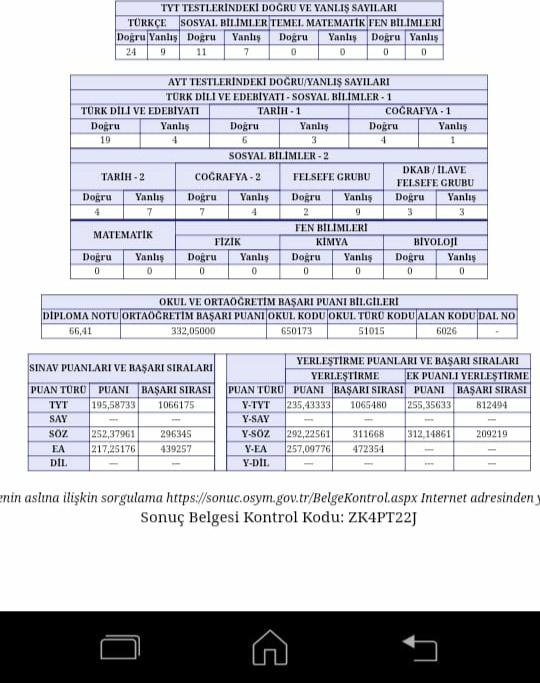 TYT TESTLERİNDEKİ DOĞRU VE YANLIŞ SAYILARI
TÜRKÇE SOSYAL BİLİMLER TEMEL MATEMATİK FEN BİLİMLERİ
Doğru Yanlış Doğru Yanlış Doğru Yanlış Doğru Yanlış
24 9 11 7 0 0 0 0
AYT TESTLERİNDEKİ DOĞRU/YANLIŞ SAYILARI
TÜRK DİLİ VE EDEBİYATI - SOSYAL BİLİMLER - 1
TÜRK DİLİ VE EDEBİYATI TARİH - 1 COĞRAFYA - 1
Doğru Yanlış Doğru Yanlış Doğru Yanlış
19 4 6 3 4 1
SOSYAL BİLİMLER - 2
TARİH - 2 COĞRAFYA - 2 FELSEFE GRUBU DKAB / İLAVE FELSEFE GRUBU
Doğru Yanlış Doğru Yanlış Doğru Yanlış Doğru Yanlış
4 7 7 4 2 9 3 3
MATEMATİK FEN BİLİMLERİ
FİZİK KİMYA BİYOLOJİ
Doğru Yanlış Doğru Yanlış Doğru Yanlış Doğru Yanlış
0 0 0 0 0 0 0 0
OKUL VE ORTAÖĞRETİM BAŞARI PUANI BİLGİLERİ
DİPLOMA NOTU ORTAÖĞRETİM BAŞARI PUANI OKUL KODU OKUL TÜRÜ KODU ALAN KODU DAL NO
66,41 332,05000 650173 51015 6026 -
SINAV PUANLARI VE BAŞARI SIRALARI
PUAN TÜRÜ PUANI BAŞARI SIRASI
TYT 195,58733 1066175
SAY --- ---
SÖZ 252,37961 296345
EA 217,25176 439257
DİL --- ---
YERLEŞTİRME PUANLARI VE BAŞARI SIRALARI
YERLEŞTİRME EK PUANLI YERLEŞTİRME
PUAN TÜRÜ PUANI BAŞARI SIRASI PUANI BAŞARI SIRASI
Y-TYT 235,43333 1065480 255,35633 812494
Y-SAY --- --- --- ---
Y-SÖZ 292,22561 311668 312,14861 209219
Y-EA 257,09776 472354 --- ---
Y-DİL --- --- --- ---
enin aslına ilişkin sorgulama https://sonuc.osym.gov.tr/BelgeKontrol.aspx Internet adresinden y
Sonuç Belgesi Kontrol Kodu: ZK4PT22J